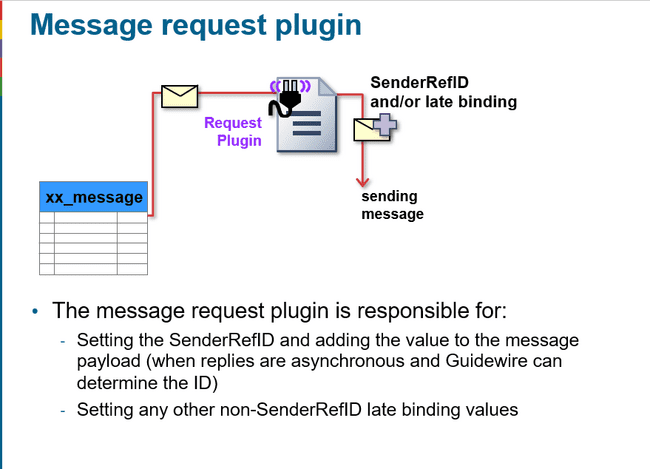 Message request plugin
SenderRefID
and/or late binding
Request
Plugin
xx_message
sending
message
• The message request plugin is responsible for:
- Setting the SenderRefID and adding the value to the message
payload (when replies are asynchronous and Guidewire can
determine the ID)
- Setting any other non-SenderRefID late binding values